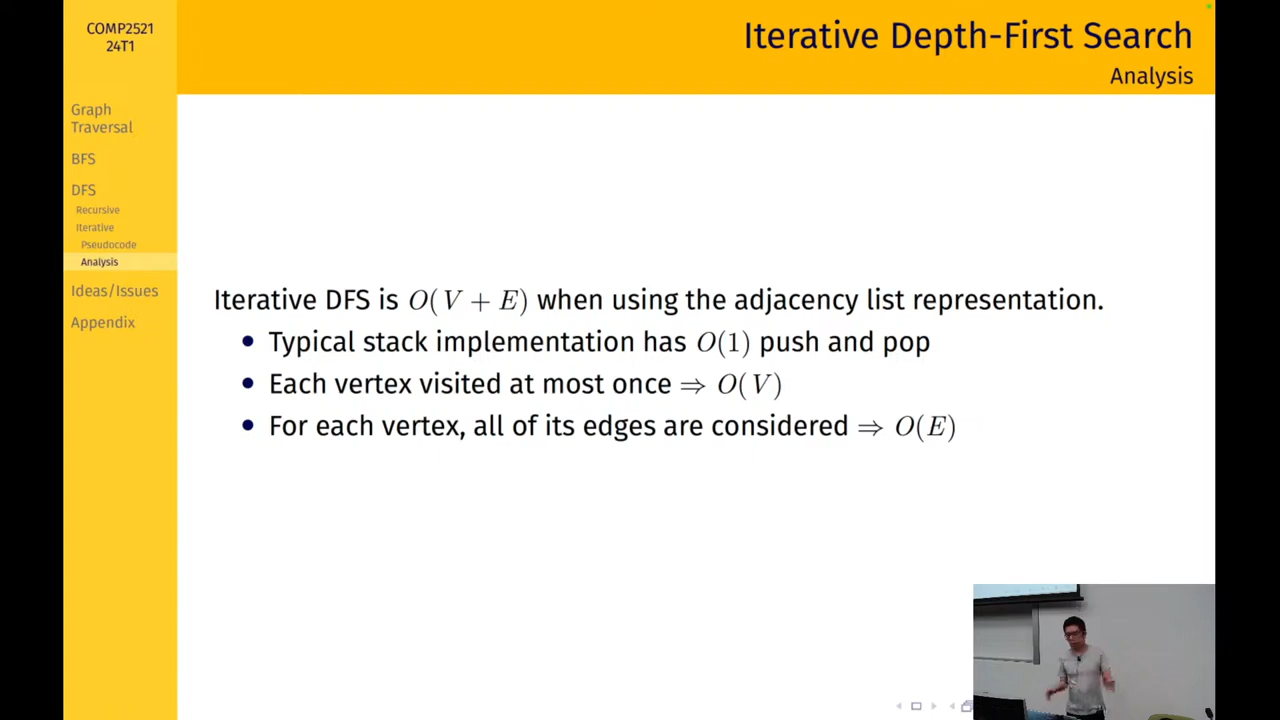 COMP2521
24T1
Iterative Depth-First Search
Analysis
Graph
Traversal
BFS
DFS
Recursive
Iterative
Pseudocode
Analysis
Ideas/Issues
Appendix
Iterative DFS is O(V + E) when using the adjacency list representation.
• Typical stack implementation has O(1) push and pop
• Each vertex visited at most once ⇒ O(V)
• For each vertex, all of its edges are considered ⇒ O(E)